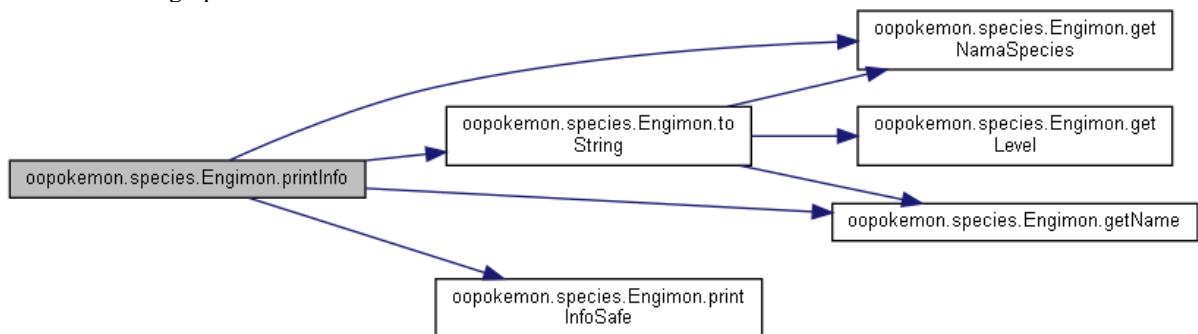 oopokemon.species.Engimon.get
NamaSpecies
oopokemon.species.Engimon.to
String
oopokemon.species.Engimon.get
Level
oopokemon.species.Engimon.printInfo
oopokemon.species.Engimon.getName
oopokemon.species.Engimon.print
InfoSafe